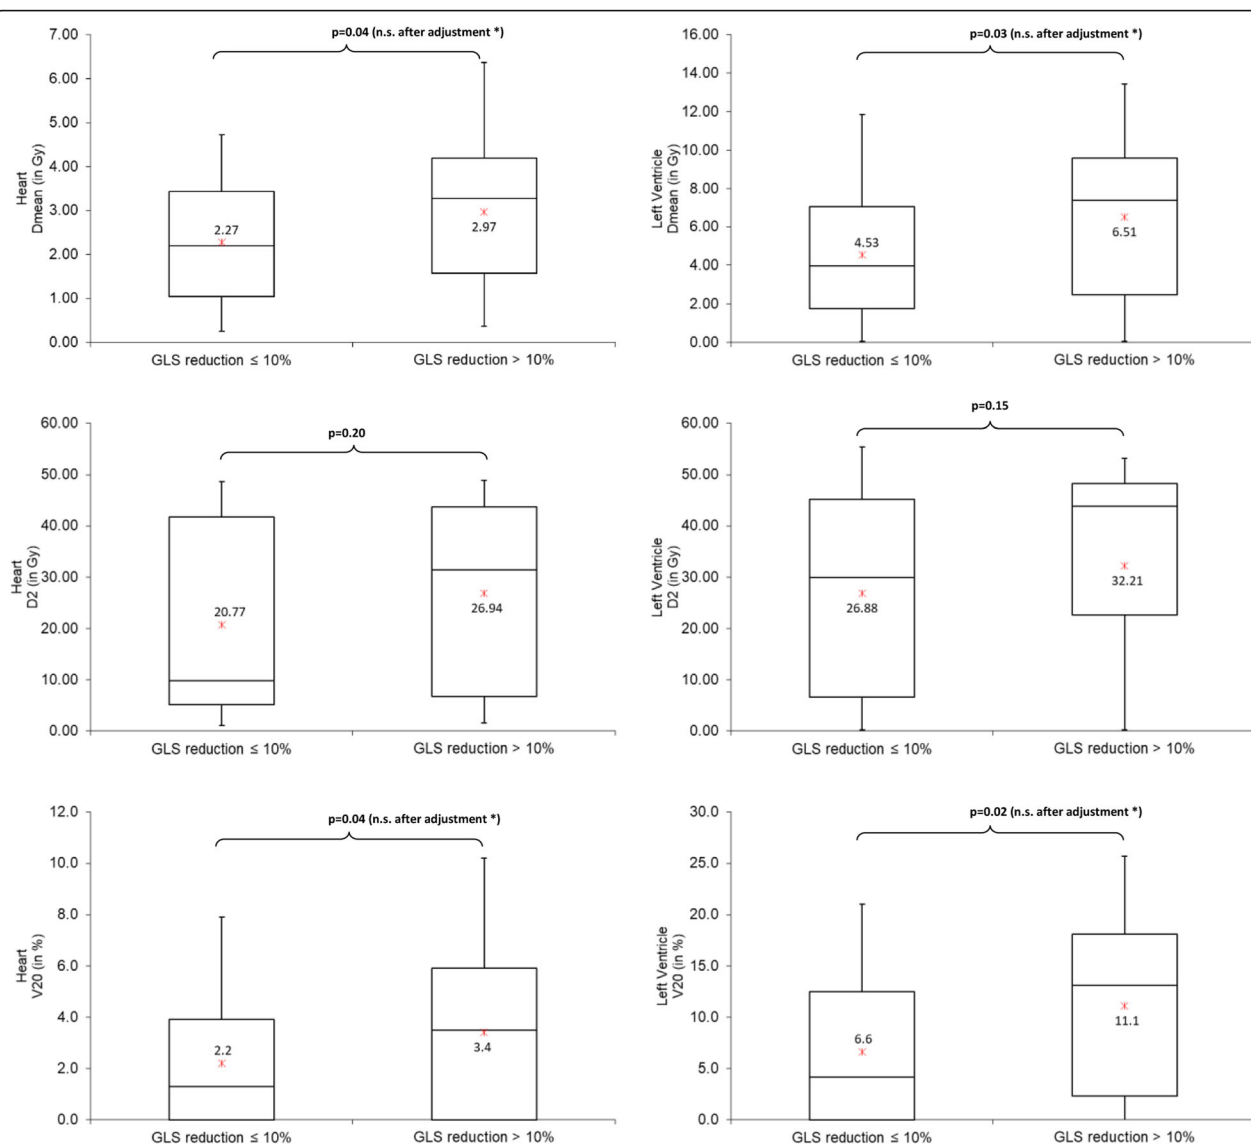 p=0.04 (n.s. after adjustment *)
7.00
6.00
5.00
4.00
3.00
2.00
1.00
0.00
Heart
Dmean (in Gy)
2.27
2.97
GLS reduction ≤ 10%
GLS reduction > 10%
p=0.03 (n.s. after adjustment *)
16.00
14.00
12.00
10.00
8.00
6.00
4.00
2.00
0.00
Left Ventricle
Dmean (in Gy)
4.53
6.51
GLS reduction ≤ 10%
GLS reduction > 10%
p=0.20
60.00
50.00
40.00
30.00
20.00
10.00
0.00
Heart
D2 (in Gy)
20.77
26.94
GLS reduction ≤ 10%
GLS reduction > 10%
p=0.15
60.00
50.00
40.00
30.00
20.00
10.00
0.00
Left Ventricle
D2 (in Gy)
26.88
32.21
GLS reduction ≤ 10%
GLS reduction > 10%
p=0.04 (n.s. after adjustment *)
12.0
10.0
8.0
6.0
4.0
2.0
0.0
Heart
V20 (in %)
2.2
3.4
GLS reduction ≤ 10%
GLS reduction > 10%
p=0.02 (n.s. after adjustment *)
30.0
25.0
20.0
15.0
10.0
5.0
0.0
Left Ventricle
V20 (in %)
6.6
11.1
GLS reduction ≤ 10%
GLS reduction > 10%